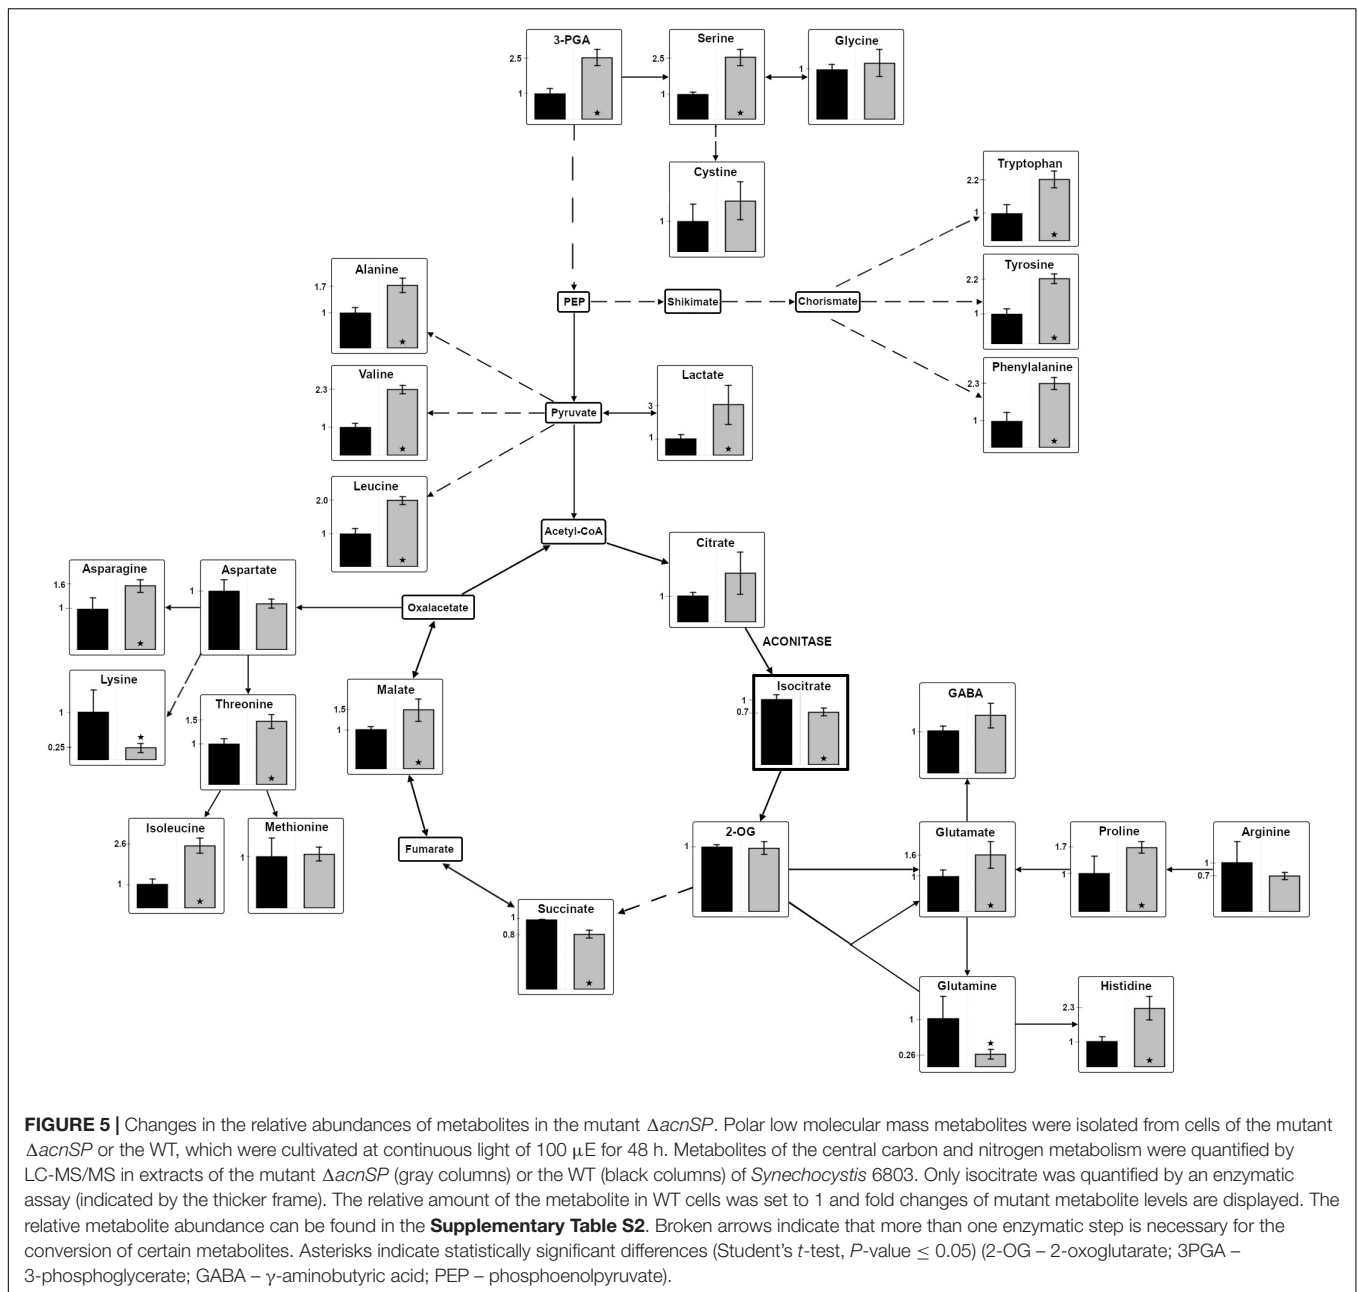 3-PGA
2.5
1
★
Serine
2.5
1
★
Glycine
1
Cystine
1
Tryptophan
2.2
1
★
Alanine
1.7
1
★
PEP
Shikimate
Chorismate
Tyrosine
2.2
1
★
Valine
2.3
1
★
Pyruvate
Lactate
3
1
★
Phenylalanine
2.3
1
★
Leucine
2.0
1
★
Acetyl-CoA
Citrate
1
Asparagine
1.6
1
★
Aspartate
1
Oxalacetate
ACONITASE
Lysine
1
0.25
★
Threonine
1.5
1
★
Malate
1.5
1
★
Isocitrate
1
0.7
★
GABA
1
Isoleucine
2.6
1
★
Methionine
1
Fumarate
2-OG
1
Glutamate
1.6
1
★
Proline
1.7
1
★
Arginine
1
0.7
Succinate
1
0.8
★
Glutamine
1
0.26
★
Histidine
2.3
1
★
FIGURE 5 | Changes in the relative abundances of metabolites in the mutant ΔacnSP. Polar low molecular mass metabolites were isolated from cells of the mutant
ΔacnSP or the WT, which were cultivated at continuous light of 100 μE for 48 h. Metabolites of the central carbon and nitrogen metabolism were quantified by
LC-MS/MS in extracts of the mutant ΔacnSP (gray columns) or the WT (black columns) of Synechocystis 6803. Only isocitrate was quantified by an enzymatic
assay (indicated by the thicker frame). The relative amount of the metabolite in WT cells was set to 1 and fold changes of mutant metabolite levels are displayed. The
relative metabolite abundance can be found in the Supplementary Table S2. Broken arrows indicate that more than one enzymatic step is necessary for the
conversion of certain metabolites. Asterisks indicate statistically significant differences (Student's t-test, P-value ≤ 0.05) (2-OG – 2-oxoglutarate; 3PGA –
3-phosphoglycerate; GABA – γ-aminobutyric acid; PEP – phosphoenolpyruvate).